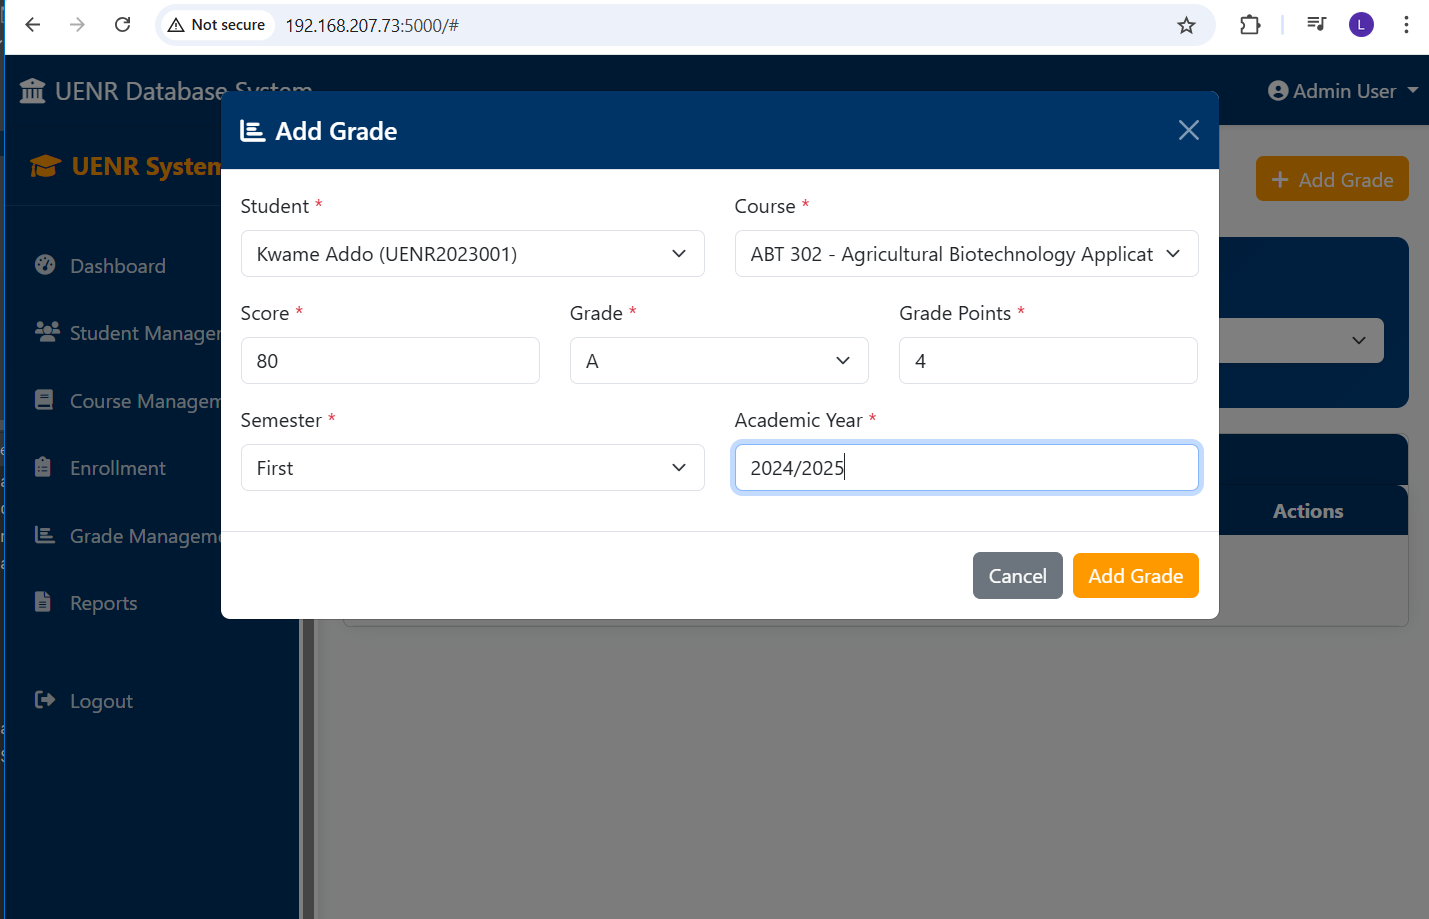 Not secure 192.168.207.73:5000/# L
UENR Database System Admin User
Add Grade
UENR System
Add Grade
Student * Course *
Kwame Addo (UENR2023001) ABT 302 - Agricultural Biotechnology Applicat
Dashboard
Score * Grade * Grade Points *
Student Manager
80 A 4
Course Managem
Semester * Academic Year *
First 2024/2025
Enrollment
Actions
Grade Manageme
Cancel Add Grade
Reports
Logout